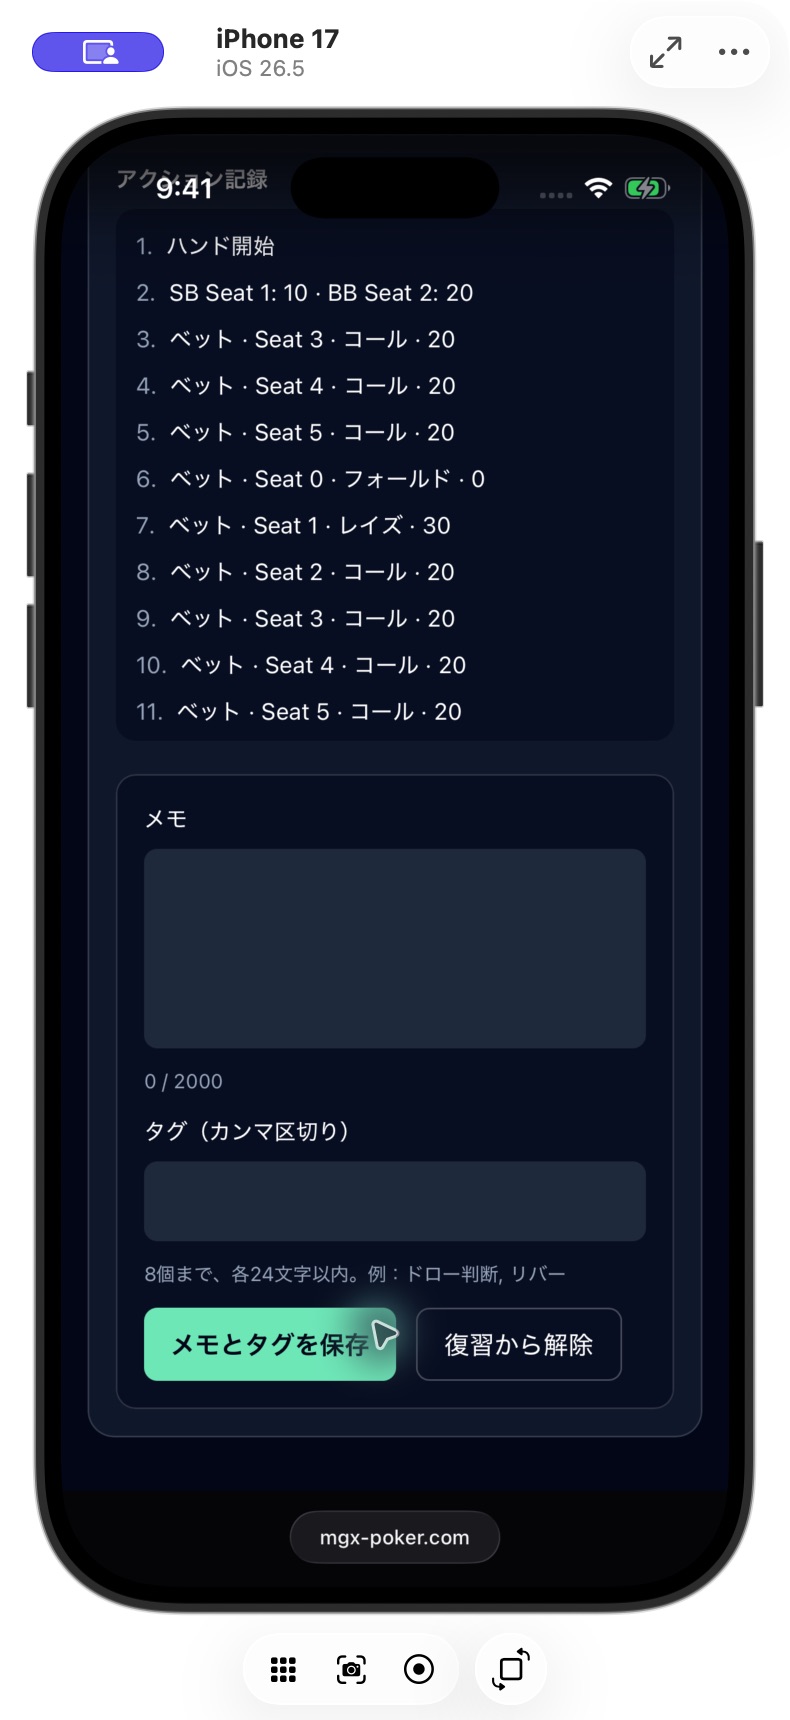 iPhone 17
iOS 26.5
アクション記録
9:41
1. ハンド開始
2. SB Seat 1: 10 · BB Seat 2: 20
3. ベット · Seat 3 · コール · 20
4. ベット · Seat 4 · コール · 20
5. ベット · Seat 5 · コール · 20
6. ベット · Seat 0 · フォールド · 0
7. ベット · Seat 1 · レイズ · 30
8. ベット · Seat 2 · コール · 20
9. ベット · Seat 3 · コール · 20
10. ベット · Seat 4 · コール · 20
11. ベット · Seat 5 · コール · 20
メモ
0 / 2000
タグ（カンマ区切り）
8個まで、各24文字以内。例：ドロー判断, リバー
メモとタグを保存
復習から解除
mgx-poker.com